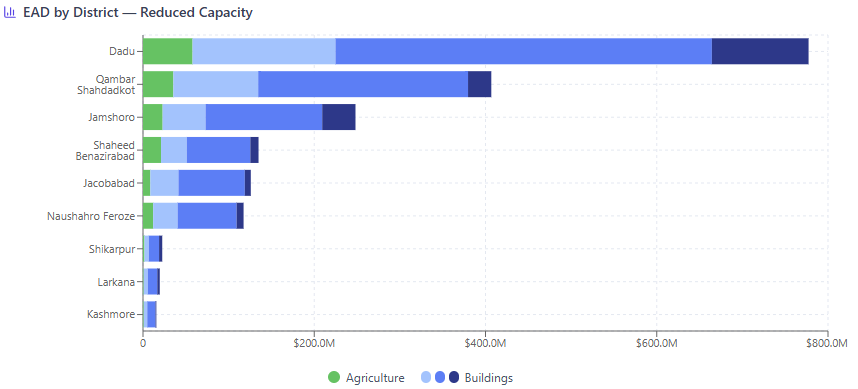 EAD by District — Reduced Capacity
Dadu
Qambar
Shahdadkot
Jamshoro
Shaheed
Benazirabad
Jacobabad
Naushahro Feroze
Shikarpur
Larkana
Kashmore
0 $200.0M $400.0M $600.0M $800.0M
Agriculture Buildings